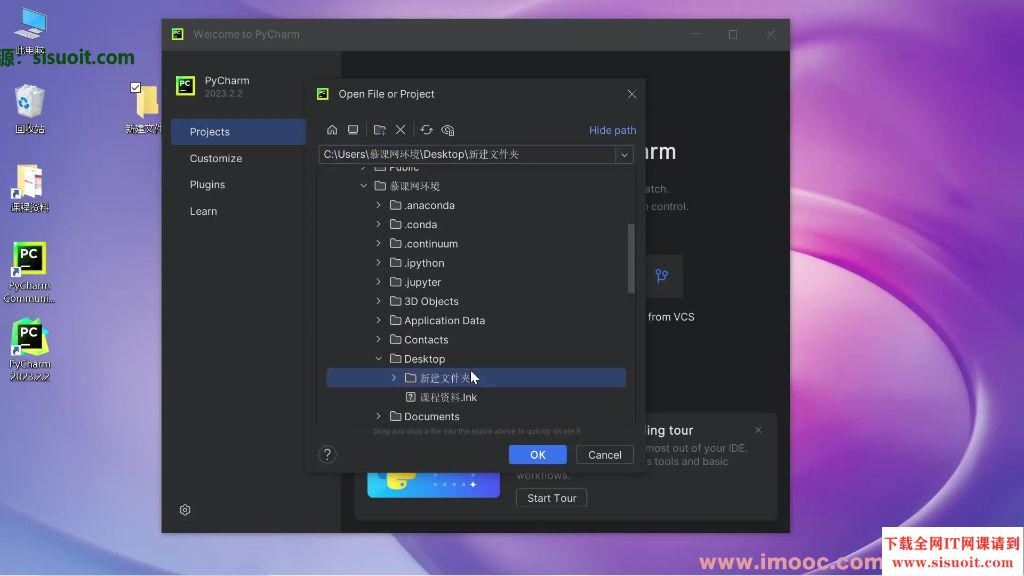 此电脑
源：sisuoit.com
回收站
新建文件
课程资料
PyCharm
Communi...
PyCharm
2023.2.2
Welcome to PyCharm
PyCharm
2023.2.2
Projects
Customize
Plugins
Learn
Open File or Project
Hide path
C:\Users\慕课网环境\Desktop\新建文件夹
Public
慕课网环境
.anaconda
.conda
.continuum
.ipython
.jupyter
3D Objects
Application Data
Contacts
Desktop
新建文件夹
课程资料.lnk
Documents
Drag and drop a file into the space above to quickly locate it
?
OK
Cancel
arm
atch.
n control.
from VCS
ing tour
most out of your IDE.
s tools and basic
workflows.
Start Tour
www.imooc.com
下载全网IT网课请到
www.sisuoit.com